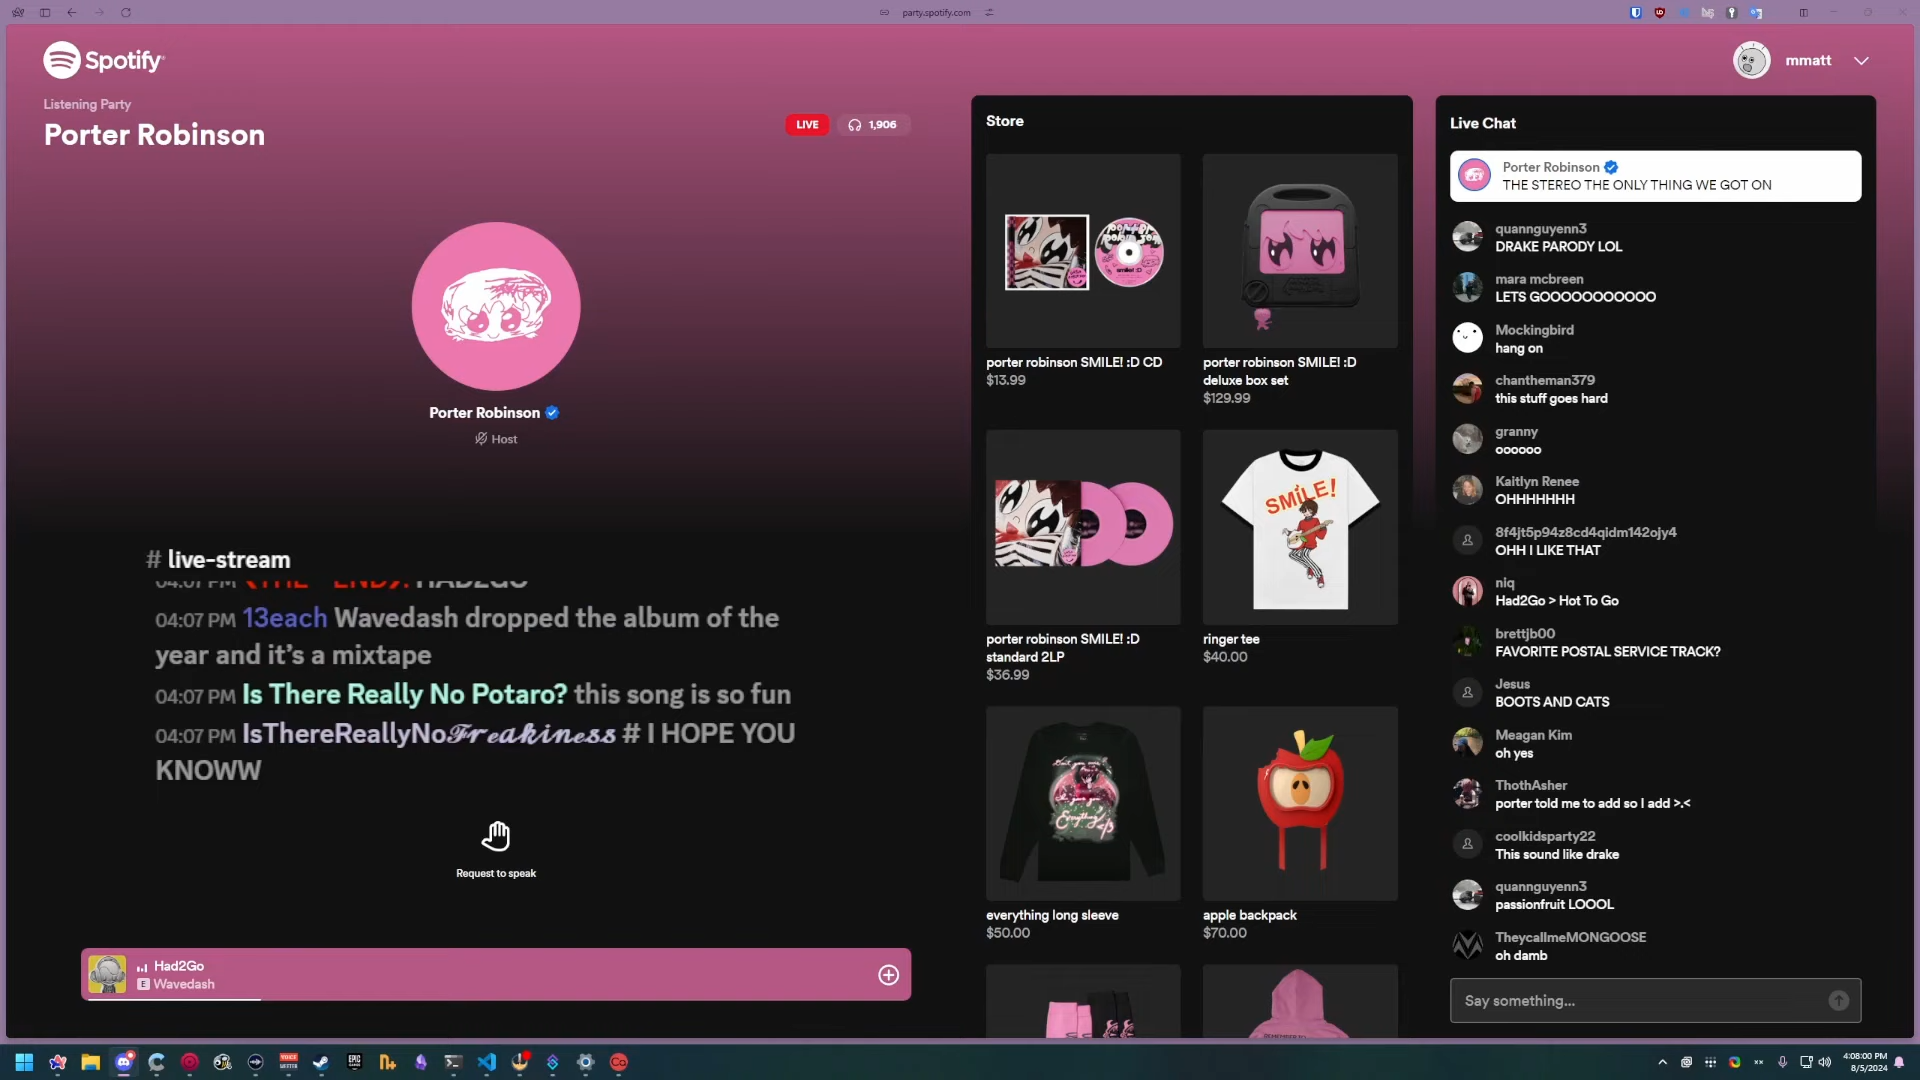 party.spotify.com
Spotify
mmatt
Listening Party
Porter Robinson
LIVE
1,906
Porter Robinson
Host
# live-stream
04:07 PM HAD2GO
04:07 PM 13each Wavedash dropped the album of the
year and it's a mixtape
04:07 PM Is There Really No Potaro? this song is so fun
04:07 PM IsThereReallyNo𝓕𝓻𝓮𝓪𝓴𝓲𝓷𝓮𝓼𝓼 # I HOPE YOU
KNOWW
Request to speak
Had2Go
E Wavedash
Store
porter robinson SMILE! :D CD
$13.99
porter robinson SMILE! :D
deluxe box set
$129.99
porter robinson SMILE! :D
standard 2LP
$36.99
SMiLE!
ringer tee
$40.00
everything long sleeve
$50.00
apple backpack
$70.00
Live Chat
Porter Robinson
THE STEREO THE ONLY THING WE GOT ON
quannguyenn3
DRAKE PARODY LOL
mara mcbreen
LETS GOOOOOOOOOOO
Mockingbird
hang on
chantheman379
this stuff goes hard
granny
oooooo
Kaitlyn Renee
OHHHHHHH
8f4jt5p94z8cd4qidm142ojy4
OHH I LIKE THAT
niq
Had2Go > Hot To Go
brettjb00
FAVORITE POSTAL SERVICE TRACK?
Jesus
BOOTS AND CATS
Meagan Kim
oh yes
ThothAsher
porter told me to add so I add >.<
coolkidsparty22
This sound like drake
quannguyenn3
passionfruit LOOOL
TheycallmeMONGOOSE
oh damb
Say something...
4:08:00 PM
8/5/2024